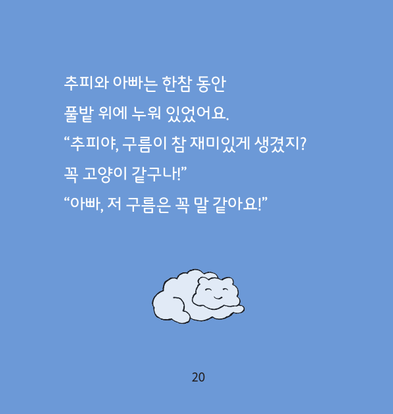 추피와 아빠는 한참 동안
풀밭 위에 누워 있었어요.
“추피야, 구름이 참 재미있게 생겼지?
꼭 고양이 같구나!”
“아빠, 저 구름은 꼭 말 같아요!”
20